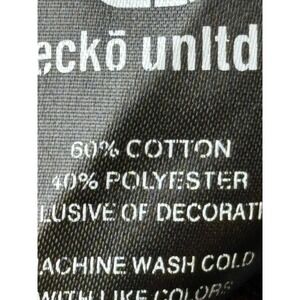 eckō unltd
60% COTTON
40% POLYESTER
LUSIVE OF DECORATI
ACHINE WASH COLD
WITH LIKE COLORS